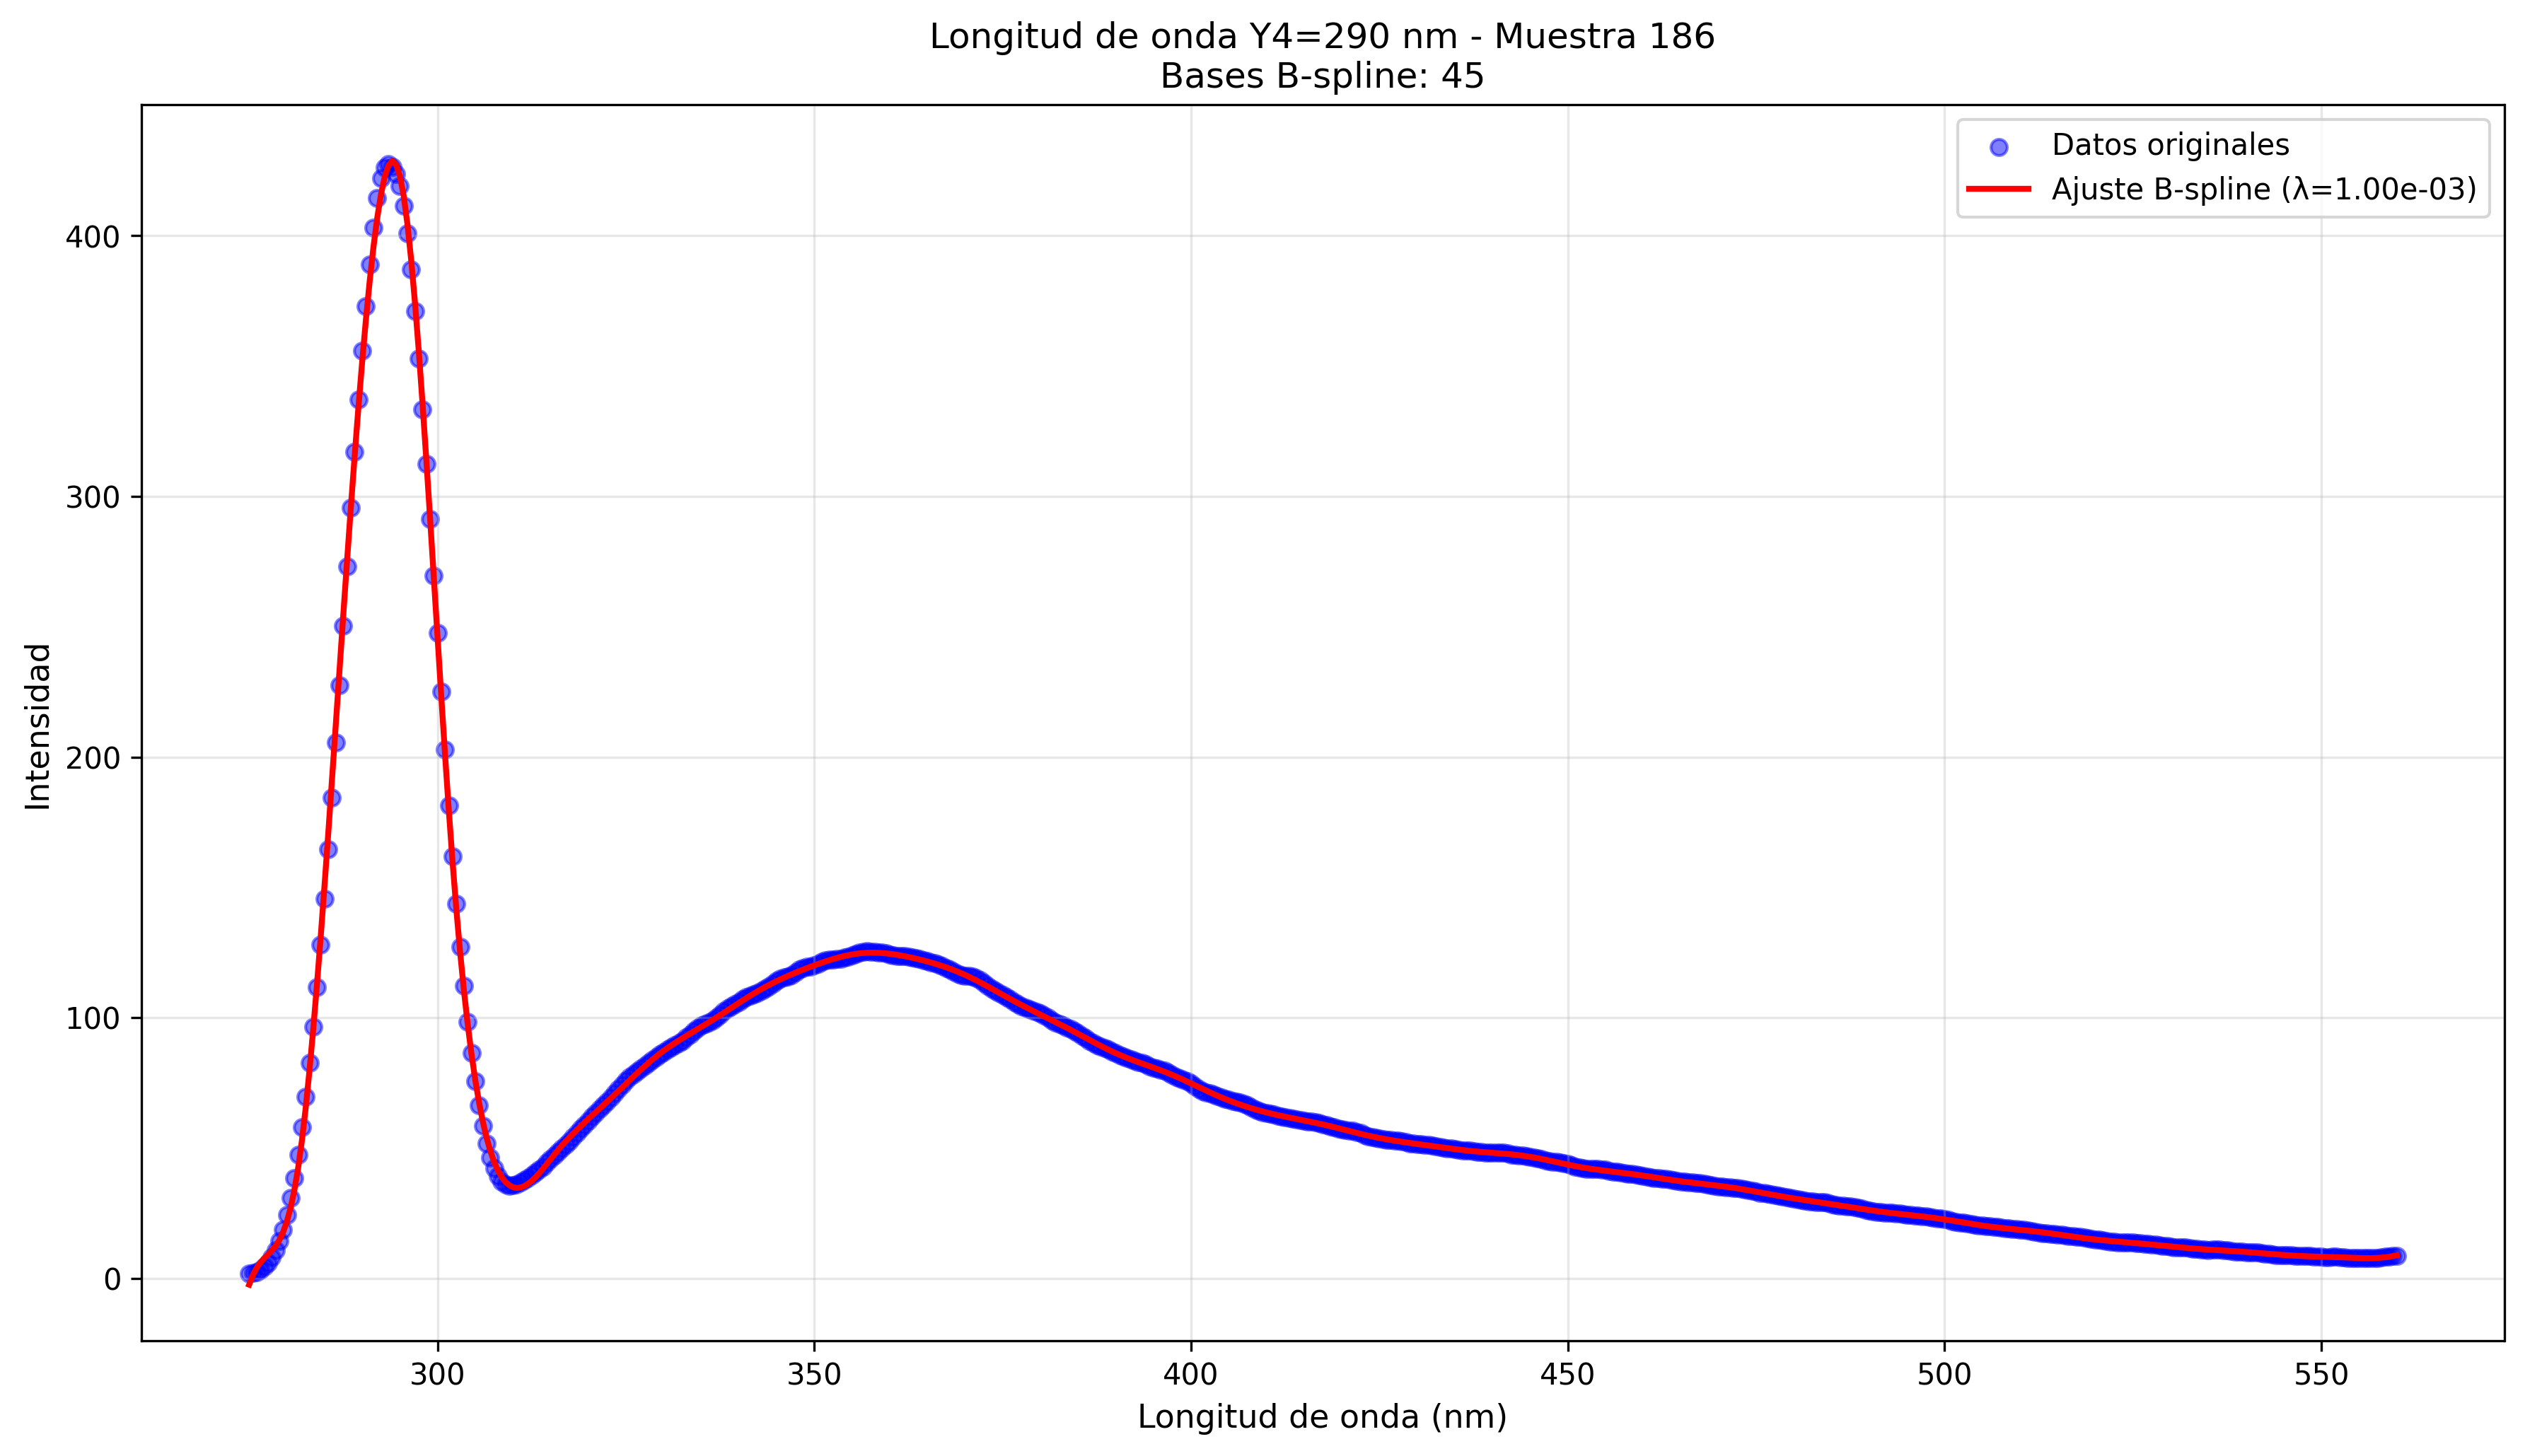 Longitud de onda Y4=290 nm - Muestra 186
Bases B-spline: 45
Datos originales
Ajuste B-spline (λ=1.00e-03)
Intensidad
400
300
200
100
0
300 350 400 450 500 550
Longitud de onda (nm)